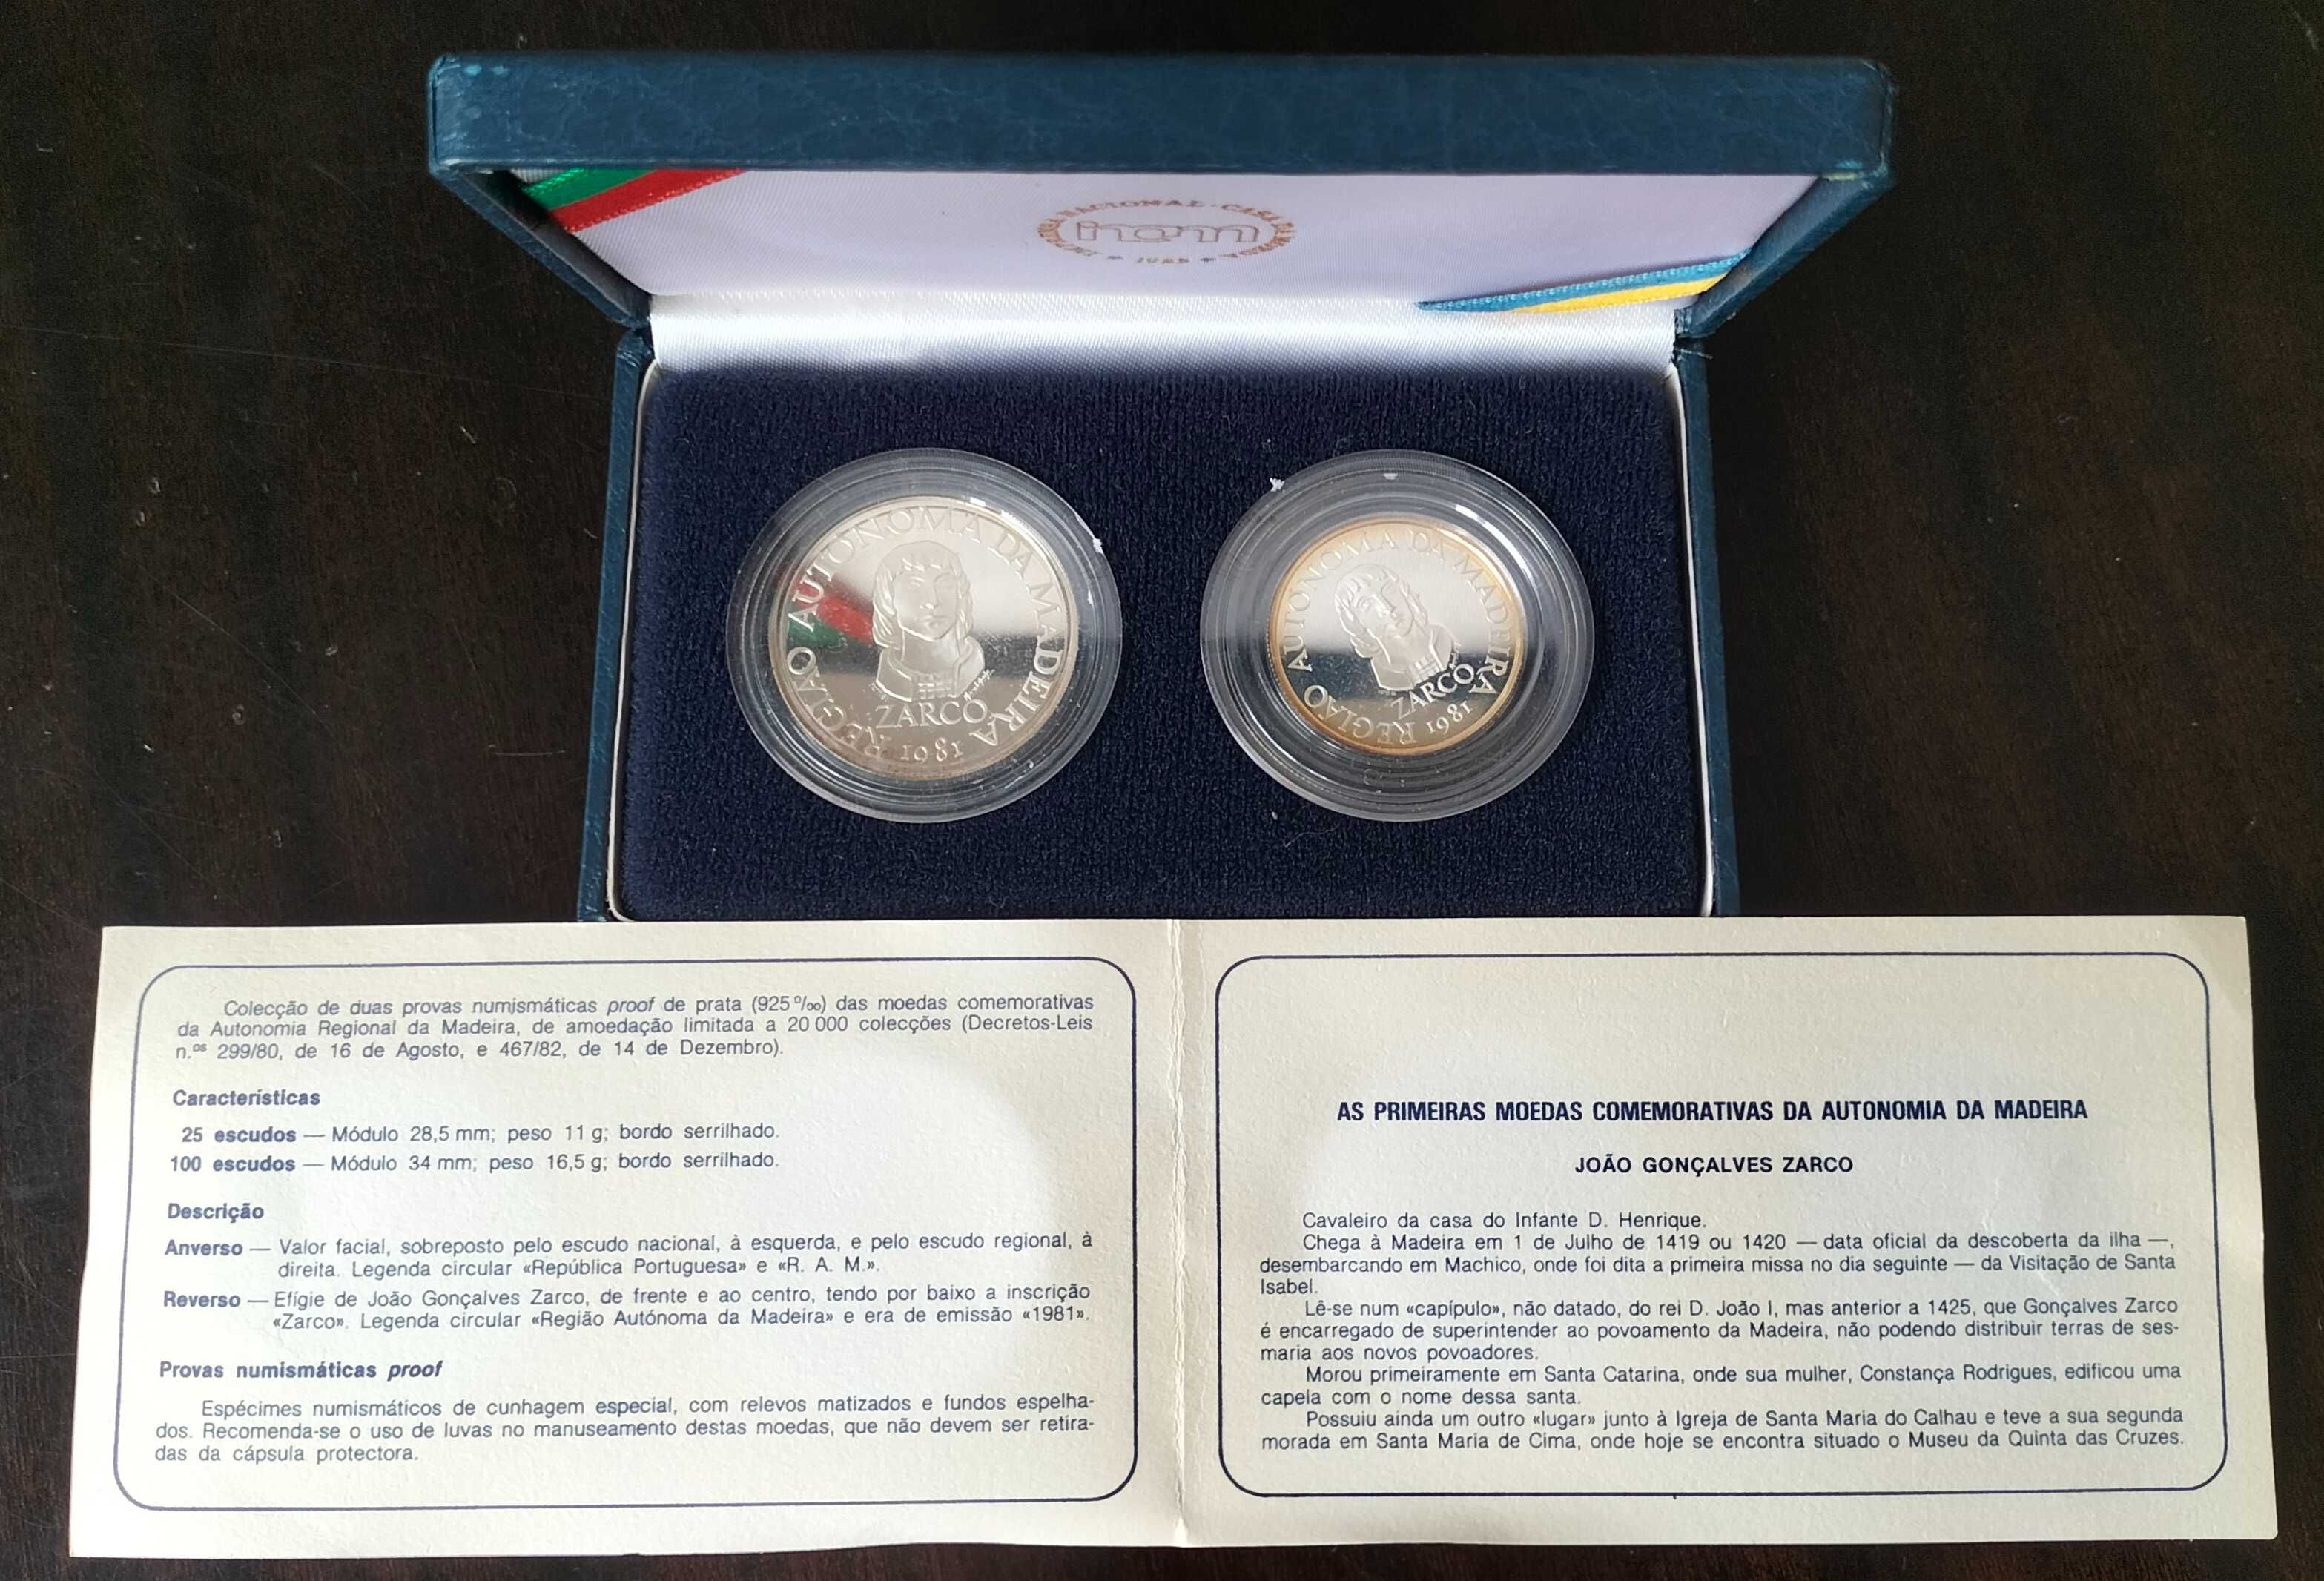 IMPRENSA NACIONAL - CASA DA MOEDA
incm
REGIÃO AUTONOMA DA MADEIRA
ZARCO
1981
REGIÃO AUTONOMA DA MADEIRA
ZARCO
1981
Colecção de duas provas numismáticas proof de prata (925 ‰) das moedas comemorativas
da Autonomia Regional da Madeira, de amoedação limitada a 20 000 colecções (Decretos-Leis
n.ºˢ 299/80, de 16 de Agosto, e 467/82, de 14 de Dezembro).
Características
25 escudos — Módulo 28,5 mm; peso 11 g; bordo serrilhado.
100 escudos — Módulo 34 mm; peso 16,5 g; bordo serrilhado.
Descrição
Anverso — Valor facial, sobreposto pelo escudo nacional, à esquerda, e pelo escudo regional, à
direita. Legenda circular «República Portuguesa» e «R. A. M.».
Reverso — Efígie de João Gonçalves Zarco, de frente e ao centro, tendo por baixo a inscrição
«Zarco». Legenda circular «Região Autónoma da Madeira» e era de emissão «1981».
Provas numismáticas proof
Espécimes numismáticos de cunhagem especial, com relevos matizados e fundos espelha-
dos. Recomenda-se o uso de luvas no manuseamento destas moedas, que não devem ser retira-
das da cápsula protectora.
AS PRIMEIRAS MOEDAS COMEMORATIVAS DA AUTONOMIA DA MADEIRA
JOÃO GONÇALVES ZARCO
Cavaleiro da casa do Infante D. Henrique.
Chega à Madeira em 1 de Julho de 1419 ou 1420 — data oficial da descoberta da ilha —,
desembarcando em Machico, onde foi dita a primeira missa no dia seguinte — da Visitação de Santa
Isabel.
Lê-se num «capípulo», não datado, do rei D. João I, mas anterior a 1425, que Gonçalves Zarco
é encarregado de superintender ao povoamento da Madeira, não podendo distribuir terras de ses-
maria aos novos povoadores.
Morou primeiramente em Santa Catarina, onde sua mulher, Constança Rodrigues, edificou uma
capela com o nome dessa santa.
Possuiu ainda um outro «lugar» junto à Igreja de Santa Maria do Calhau e teve a sua segunda
morada em Santa Maria de Cima, onde hoje se encontra situado o Museu da Quinta das Cruzes.